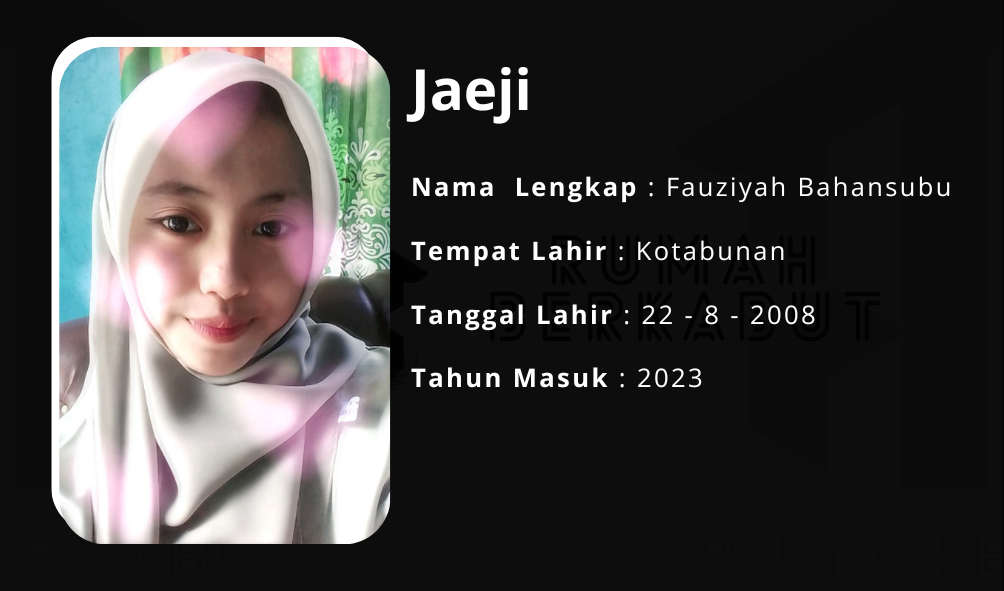 Jaeji
Nama Lengkap : Fauziyah Bahansubu
Tempat Lahir : Kotabunan
RUMAH
Tanggal Lahir : 22 - 8 - 2008
BERKABUT
Tahun Masuk : 2023